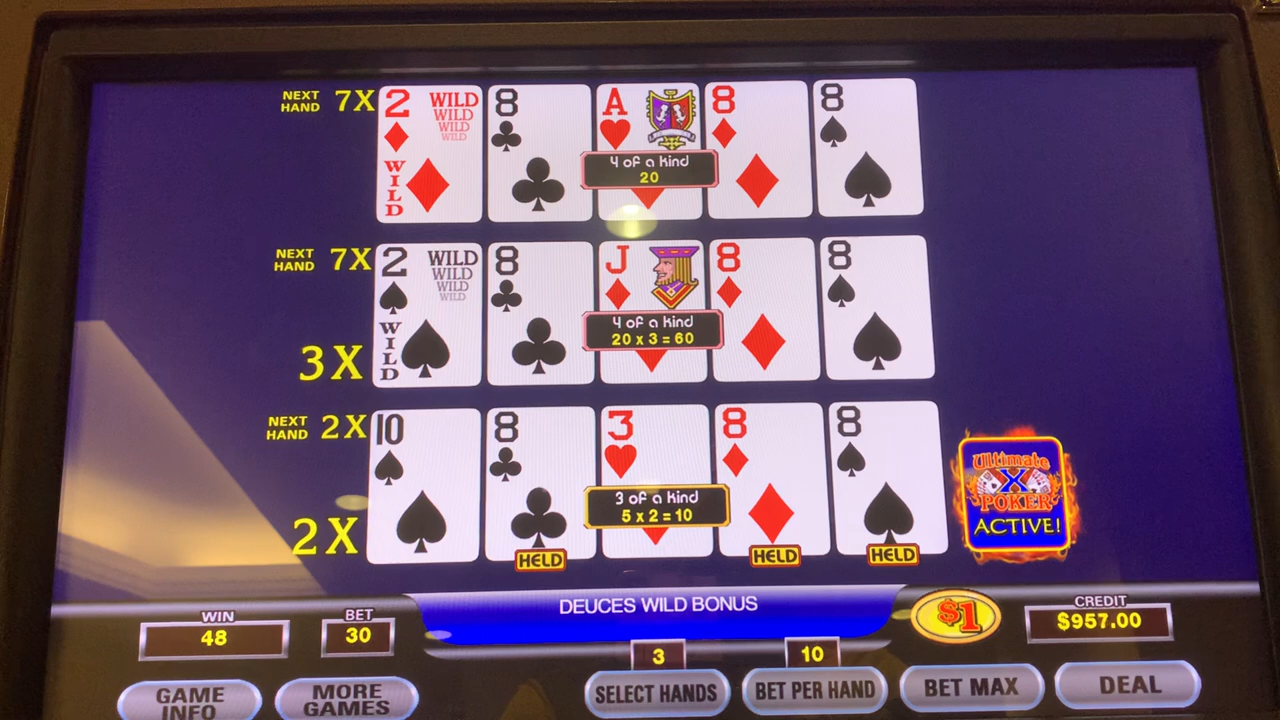 NEXT HAND 7X
2 WILD WILD WILD WILD WILD
8
A
8
8
4 of a kind
20
NEXT HAND 7X
3X
2 WILD WILD WILD WILD WILD
8
J
8
8
4 of a kind
20 x 3 = 60
NEXT HAND 2X
2X
10
8
3
8
8
3 of a kind
5 x 2 = 10
HELD
HELD
HELD
Ultimate
X
POKER
ACTIVE!
DEUCES WILD BONUS
WIN
48
BET
30
$1
CREDIT
$957.00
3
10
GAME
INFO
MORE
GAMES
SELECT HANDS
BET PER HAND
BET MAX
DEAL